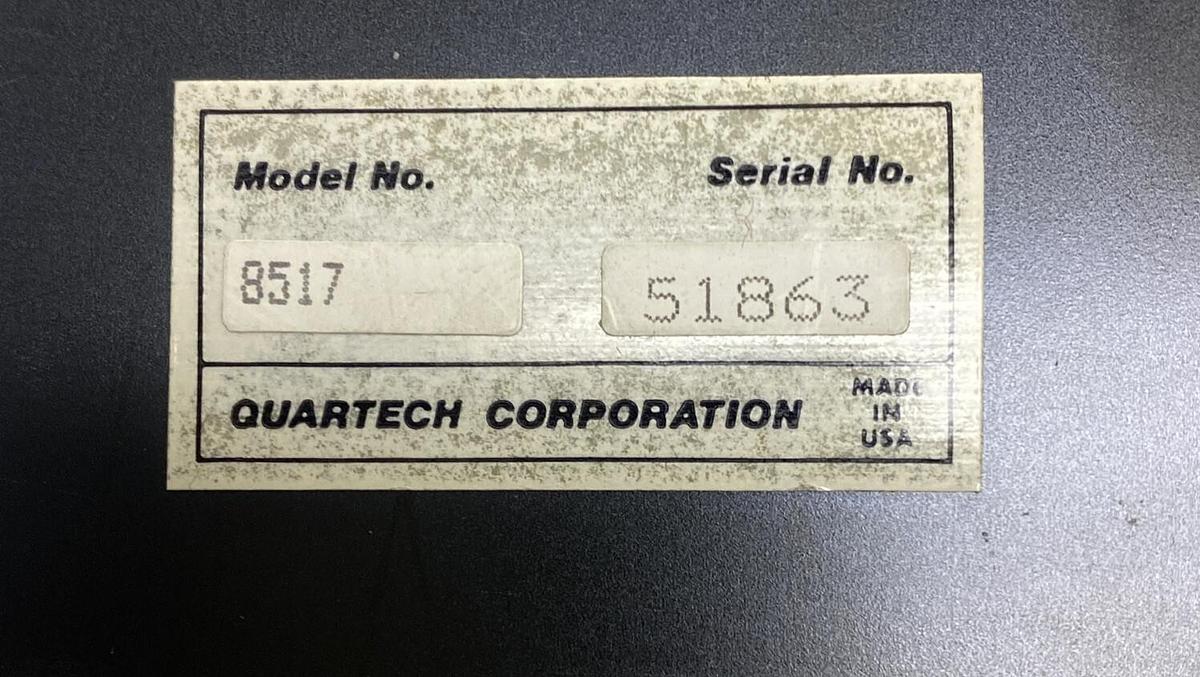 Model No. Serial No.
8517 51863
QUARTECH CORPORATION
MADE
IN
USA